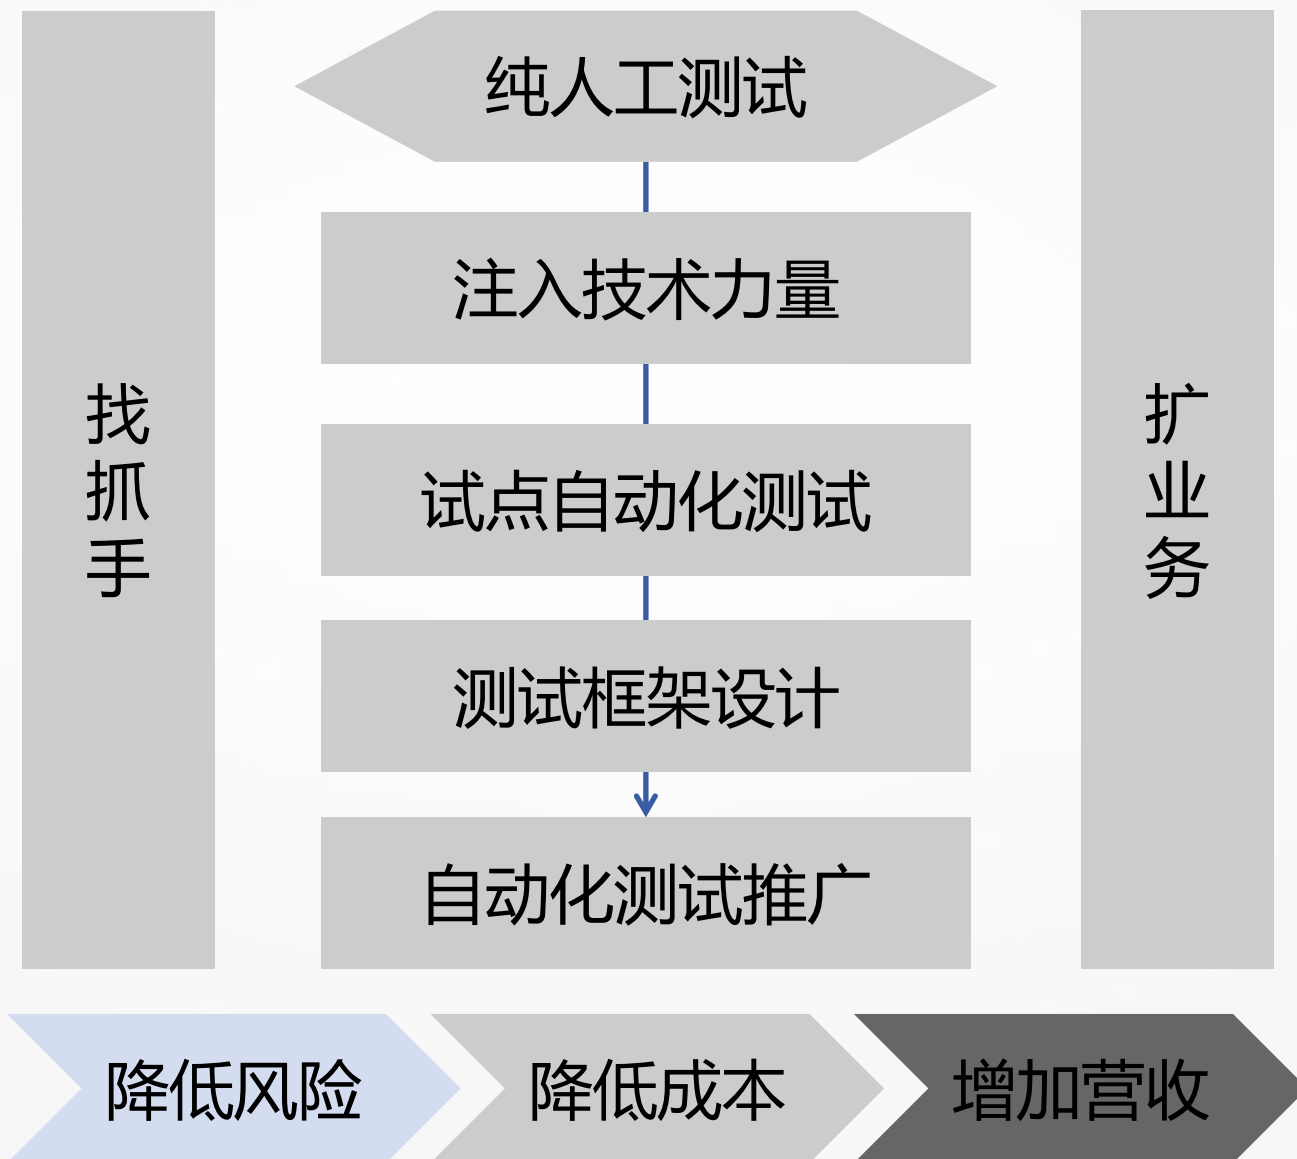 纯人工测试
注入技术力量
试点自动化测试
测试框架设计
自动化测试推广
找
抓
手
扩
业
务
降低风险
降低成本
增加营收